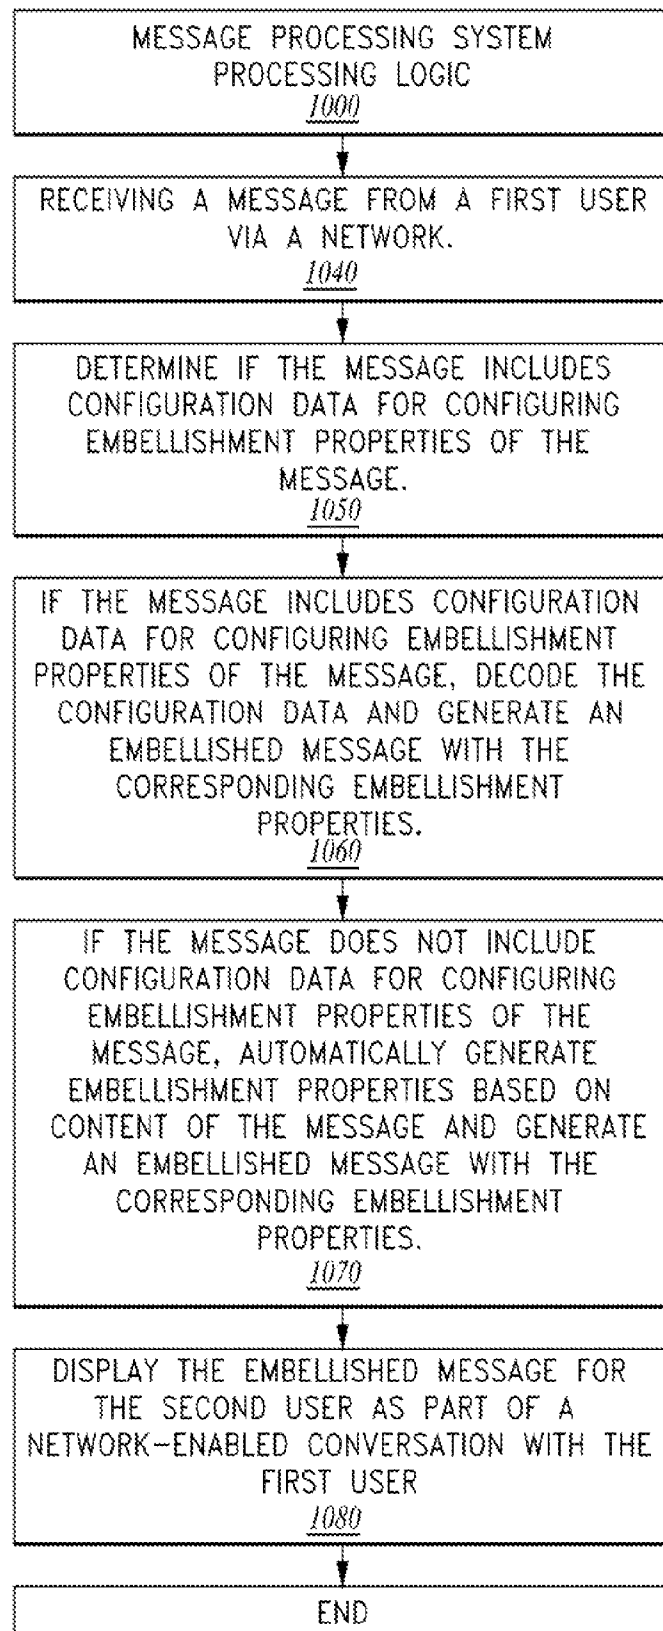 MESSAGE PROCESSING SYSTEM
PROCESSING LOGIC
1000
RECEIVING A MESSAGE FROM A FIRST USER
VIA A NETWORK.
1040
DETERMINE IF THE MESSAGE INCLUDES
CONFIGURATION DATA FOR CONFIGURING
EMBELLISHMENT PROPERTIES OF THE
MESSAGE.
1050
IF THE MESSAGE INCLUDES CONFIGURATION
DATA FOR CONFIGURING EMBELLISHMENT
PROPERTIES OF THE MESSAGE, DECODE THE
CONFIGURATION DATA AND GENERATE AN
EMBELLISHED MESSAGE WITH THE
CORRESPONDING EMBELLISHMENT
PROPERTIES.
1060
IF THE MESSAGE DOES NOT INCLUDE
CONFIGURATION DATA FOR CONFIGURING
EMBELLISHMENT PROPERTIES OF THE
MESSAGE, AUTOMATICALLY GENERATE
EMBELLISHMENT PROPERTIES BASED ON
CONTENT OF THE MESSAGE AND GENERATE
AN EMBELLISHED MESSAGE WITH THE
CORRESPONDING EMBELLISHMENT
PROPERTIES.
1070
DISPLAY THE EMBELLISHED MESSAGE FOR
THE SECOND USER AS PART OF A
NETWORK-ENABLED CONVERSATION WITH THE
FIRST USER
1080
END